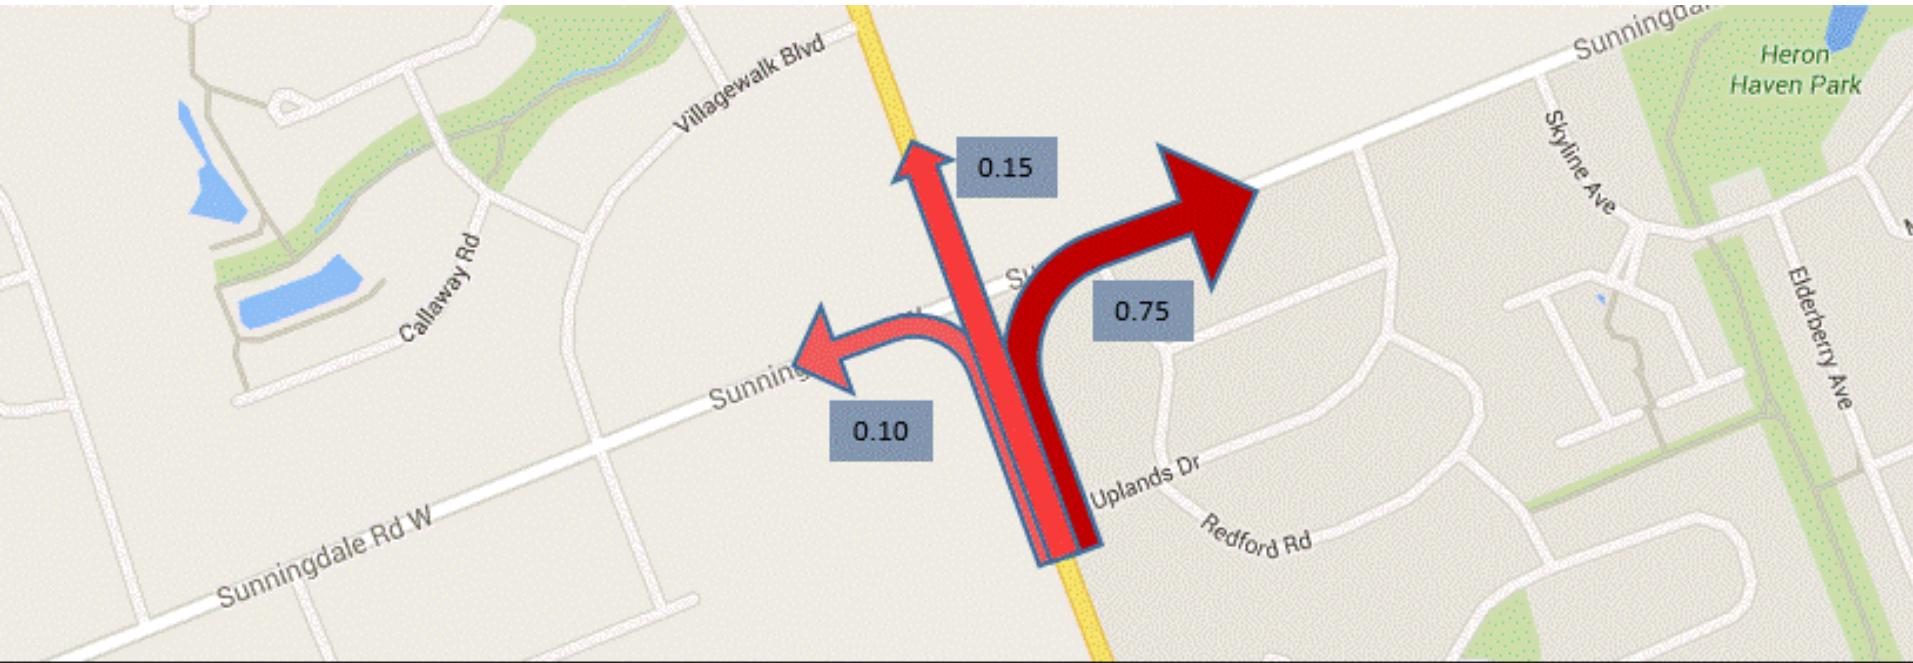 Sunningdal
Heron
Haven Park
Villagewalk Blvd
0.15
Skyline Ave
Su
Callaway Rd
0.75
Elderberry Ave
Sunning
0.10
Uplands Dr
Redford Rd
Sunningdale Rd W